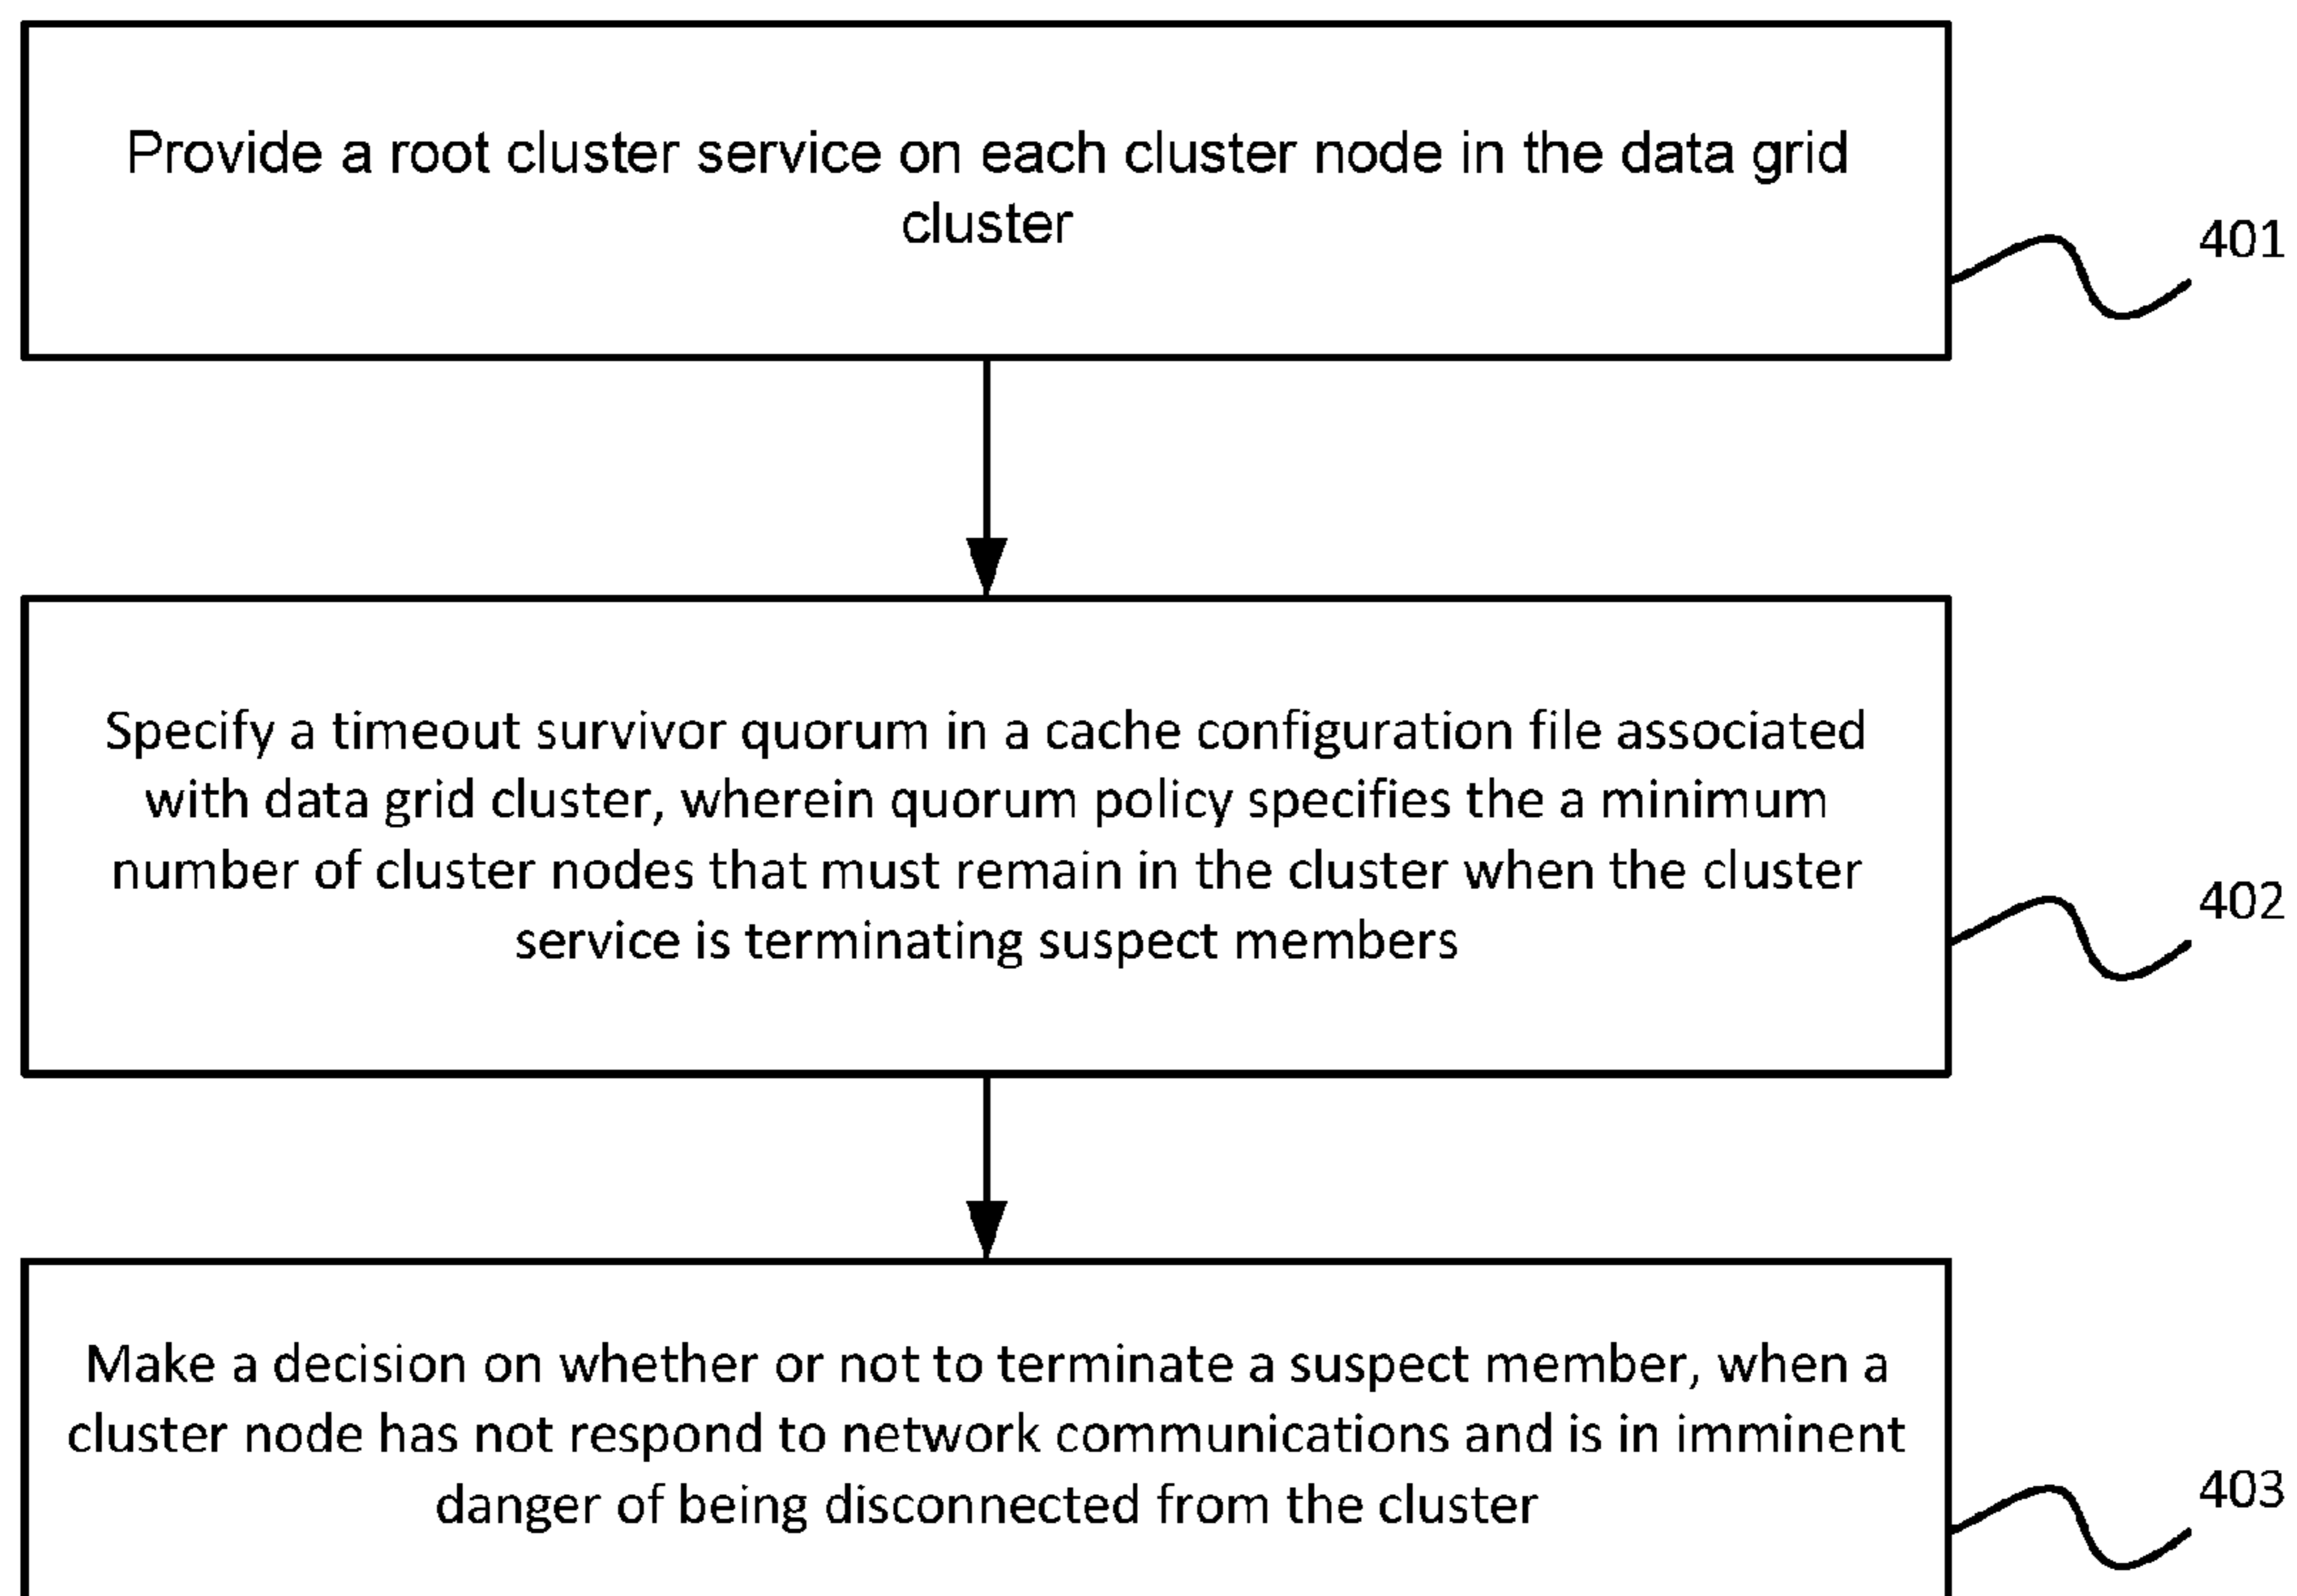 Provide a root cluster service on each cluster node in the data grid
cluster
401
Specify a timeout survivor quorum in a cache configuration file associated
with data grid cluster, wherein quorum policy specifies the a minimum
number of cluster nodes that must remain in the cluster when the cluster
service is terminating suspect members
402
Make a decision on whether or not to terminate a suspect member, when a
cluster node has not respond to network communications and is in imminent
danger of being disconnected from the cluster
403